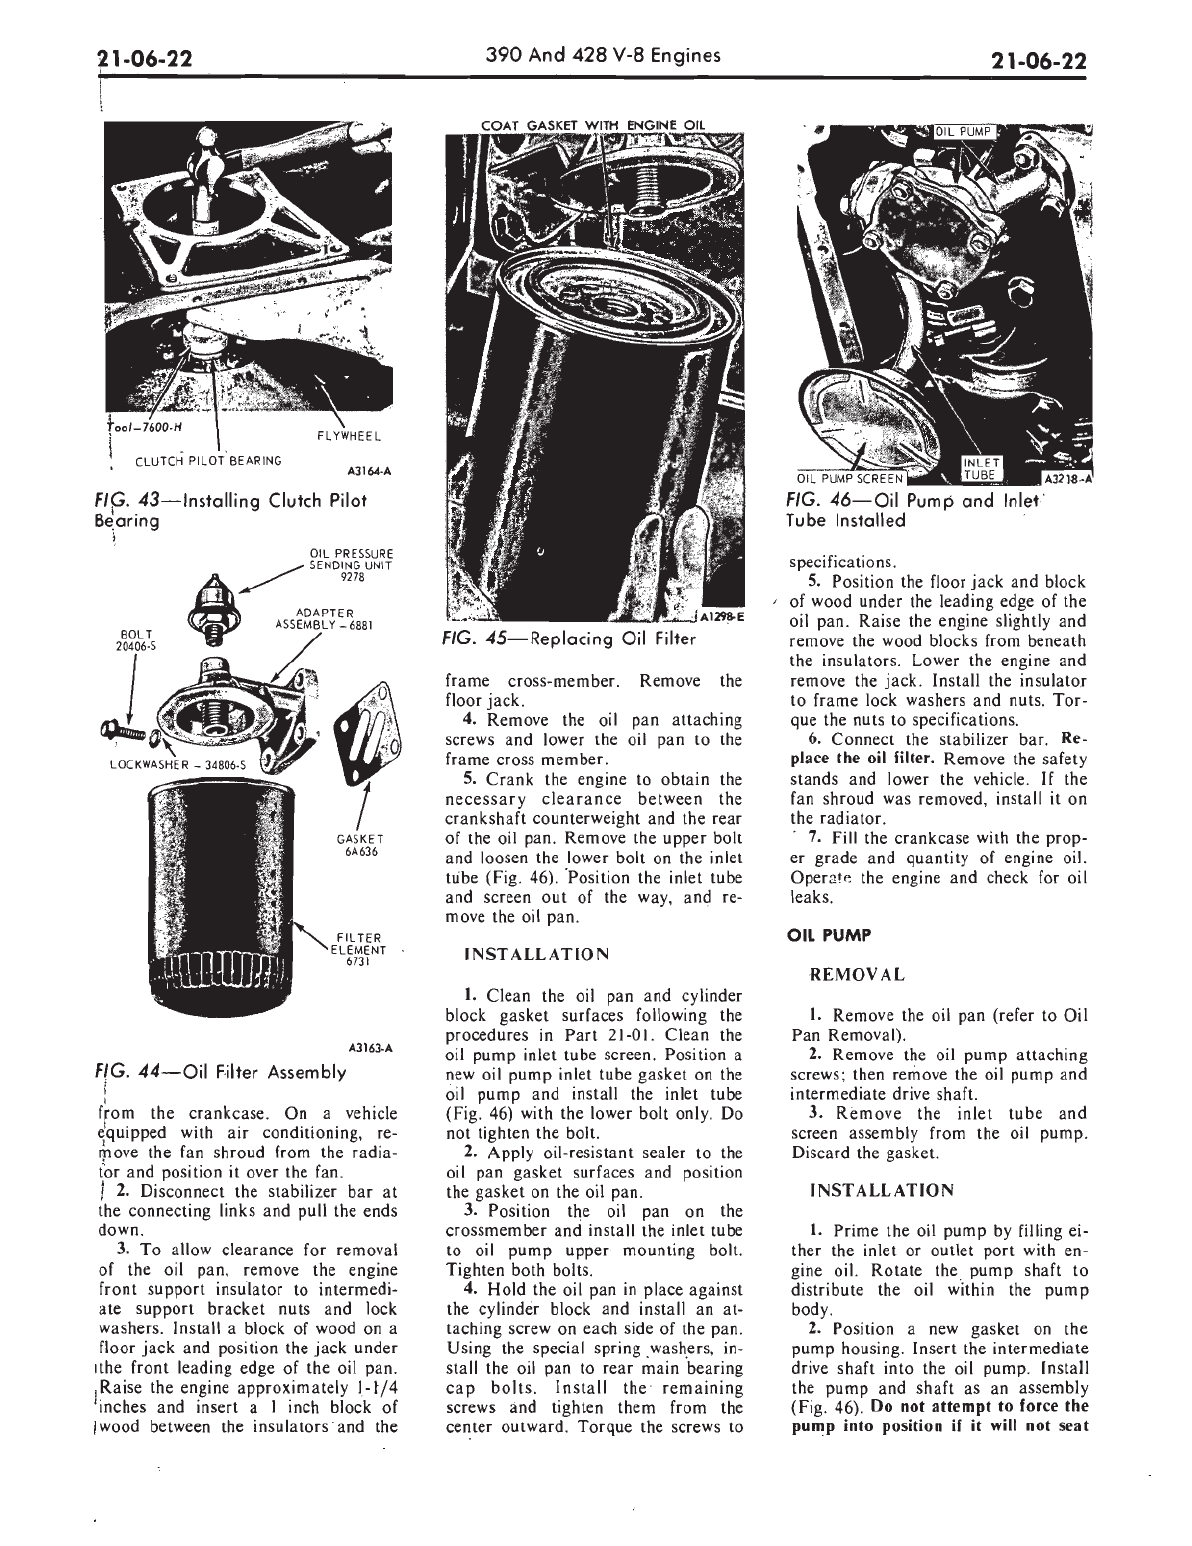 21-06-22
390 And 428 V-8 Engines
21-06-22
Tool-7600-H
FLYWHEEL
CLUTCH PILOT BEARING
A3164-A
FIG. 43—Installing Clutch Pilot
Bearing
OIL PRESSURE
SENDING UNIT
9278
ADAPTER
ASSEMBLY - 6881
BOLT
20406-S
LOCKWASHER - 34806-S
GASKET
6A636
FILTER
ELEMENT
6731
A3163-A
FIG. 44—Oil Filter Assembly
from the crankcase. On a vehicle
equipped with air conditioning, re-
move the fan shroud from the radia-
tor and position it over the fan.
2. Disconnect the stabilizer bar at
the connecting links and pull the ends
down.
3. To allow clearance for removal
of the oil pan, remove the engine
front support insulator to intermedi-
ate support bracket nuts and lock
washers. Install a block of wood on a
floor jack and position the jack under
the front leading edge of the oil pan.
Raise the engine approximately 1-1/4
inches and insert a 1 inch block of
wood between the insulators and the
COAT GASKET WITH ENGINE OIL
A1298-E
FIG. 45—Replacing Oil Filter
frame cross-member. Remove the
floor jack.
4. Remove the oil pan attaching
screws and lower the oil pan to the
frame cross member.
5. Crank the engine to obtain the
necessary clearance between the
crankshaft counterweight and the rear
of the oil pan. Remove the upper bolt
and loosen the lower bolt on the inlet
tube (Fig. 46). Position the inlet tube
and screen out of the way, and re-
move the oil pan.
INSTALLATION
1. Clean the oil pan and cylinder
block gasket surfaces following the
procedures in Part 21-01. Clean the
oil pump inlet tube screen. Position a
new oil pump inlet tube gasket on the
oil pump and install the inlet tube
(Fig. 46) with the lower bolt only. Do
not tighten the bolt.
2. Apply oil-resistant sealer to the
oil pan gasket surfaces and position
the gasket on the oil pan.
3. Position the oil pan on the
crossmember and install the inlet tube
to oil pump upper mounting bolt.
Tighten both bolts.
4. Hold the oil pan in place against
the cylinder block and install an at-
taching screw on each side of the pan.
Using the special spring washers, in-
stall the oil pan to rear main bearing
cap bolts. Install the remaining
screws and tighten them from the
center outward. Torque the screws to
OIL PUMP
INLET
TUBE
OIL PUMP SCREEN
A3218-A
FIG. 46—Oil Pump and Inlet
Tube Installed
specifications.
5. Position the floor jack and block
of wood under the leading edge of the
oil pan. Raise the engine slightly and
remove the wood blocks from beneath
the insulators. Lower the engine and
remove the jack. Install the insulator
to frame lock washers and nuts. Tor-
que the nuts to specifications.
6. Connect the stabilizer bar. Re-
place the oil filter. Remove the safety
stands and lower the vehicle. If the
fan shroud was removed, install it on
the radiator.
7. Fill the crankcase with the prop-
er grade and quantity of engine oil.
Operate the engine and check for oil
leaks.
OIL PUMP
REMOVAL
1. Remove the oil pan (refer to Oil
Pan Removal).
2. Remove the oil pump attaching
screws; then remove the oil pump and
intermediate drive shaft.
3. Remove the inlet tube and
screen assembly from the oil pump.
Discard the gasket.
INSTALLATION
1. Prime the oil pump by filling ei-
ther the inlet or outlet port with en-
gine oil. Rotate the pump shaft to
distribute the oil within the pump
body.
2. Position a new gasket on the
pump housing. Insert the intermediate
drive shaft into the oil pump. Install
the pump and shaft as an assembly
(Fig. 46). Do not attempt to force the
pump into position if it will not seat